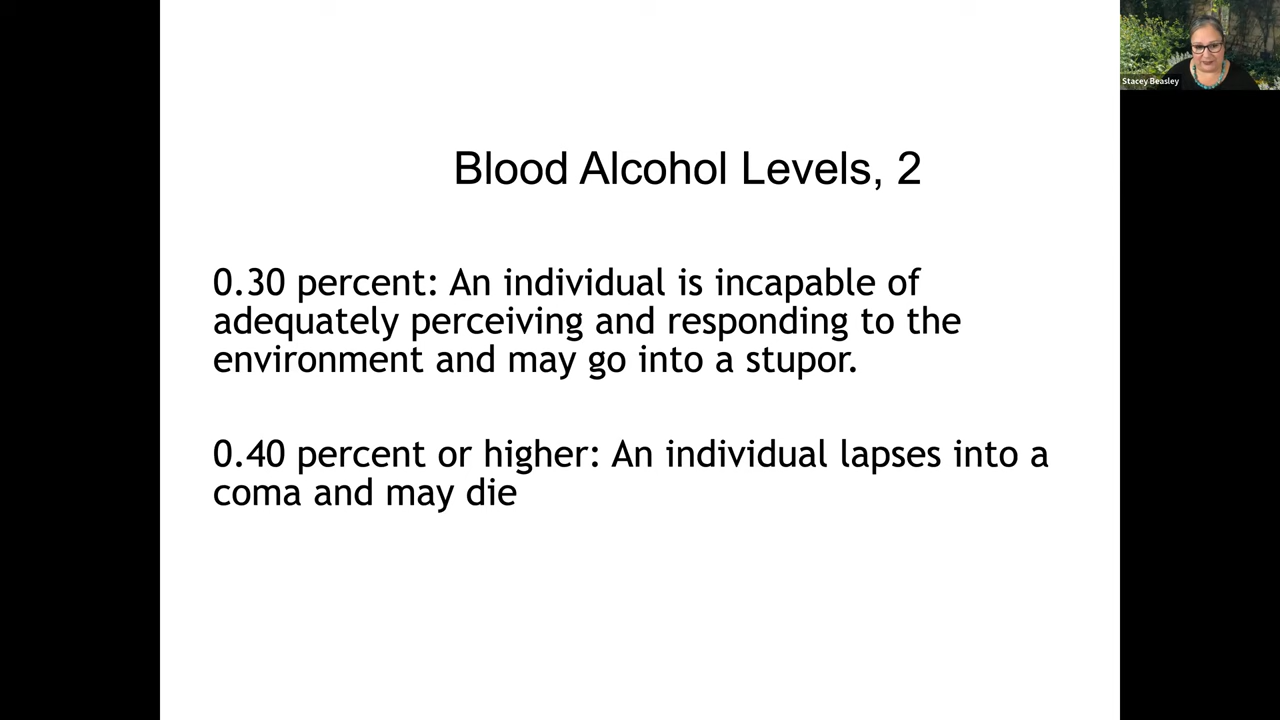 Stacey Beasley
Blood Alcohol Levels, 2
0.30 percent: An individual is incapable of
adequately perceiving and responding to the
environment and may go into a stupor.
0.40 percent or higher: An individual lapses into a
coma and may die